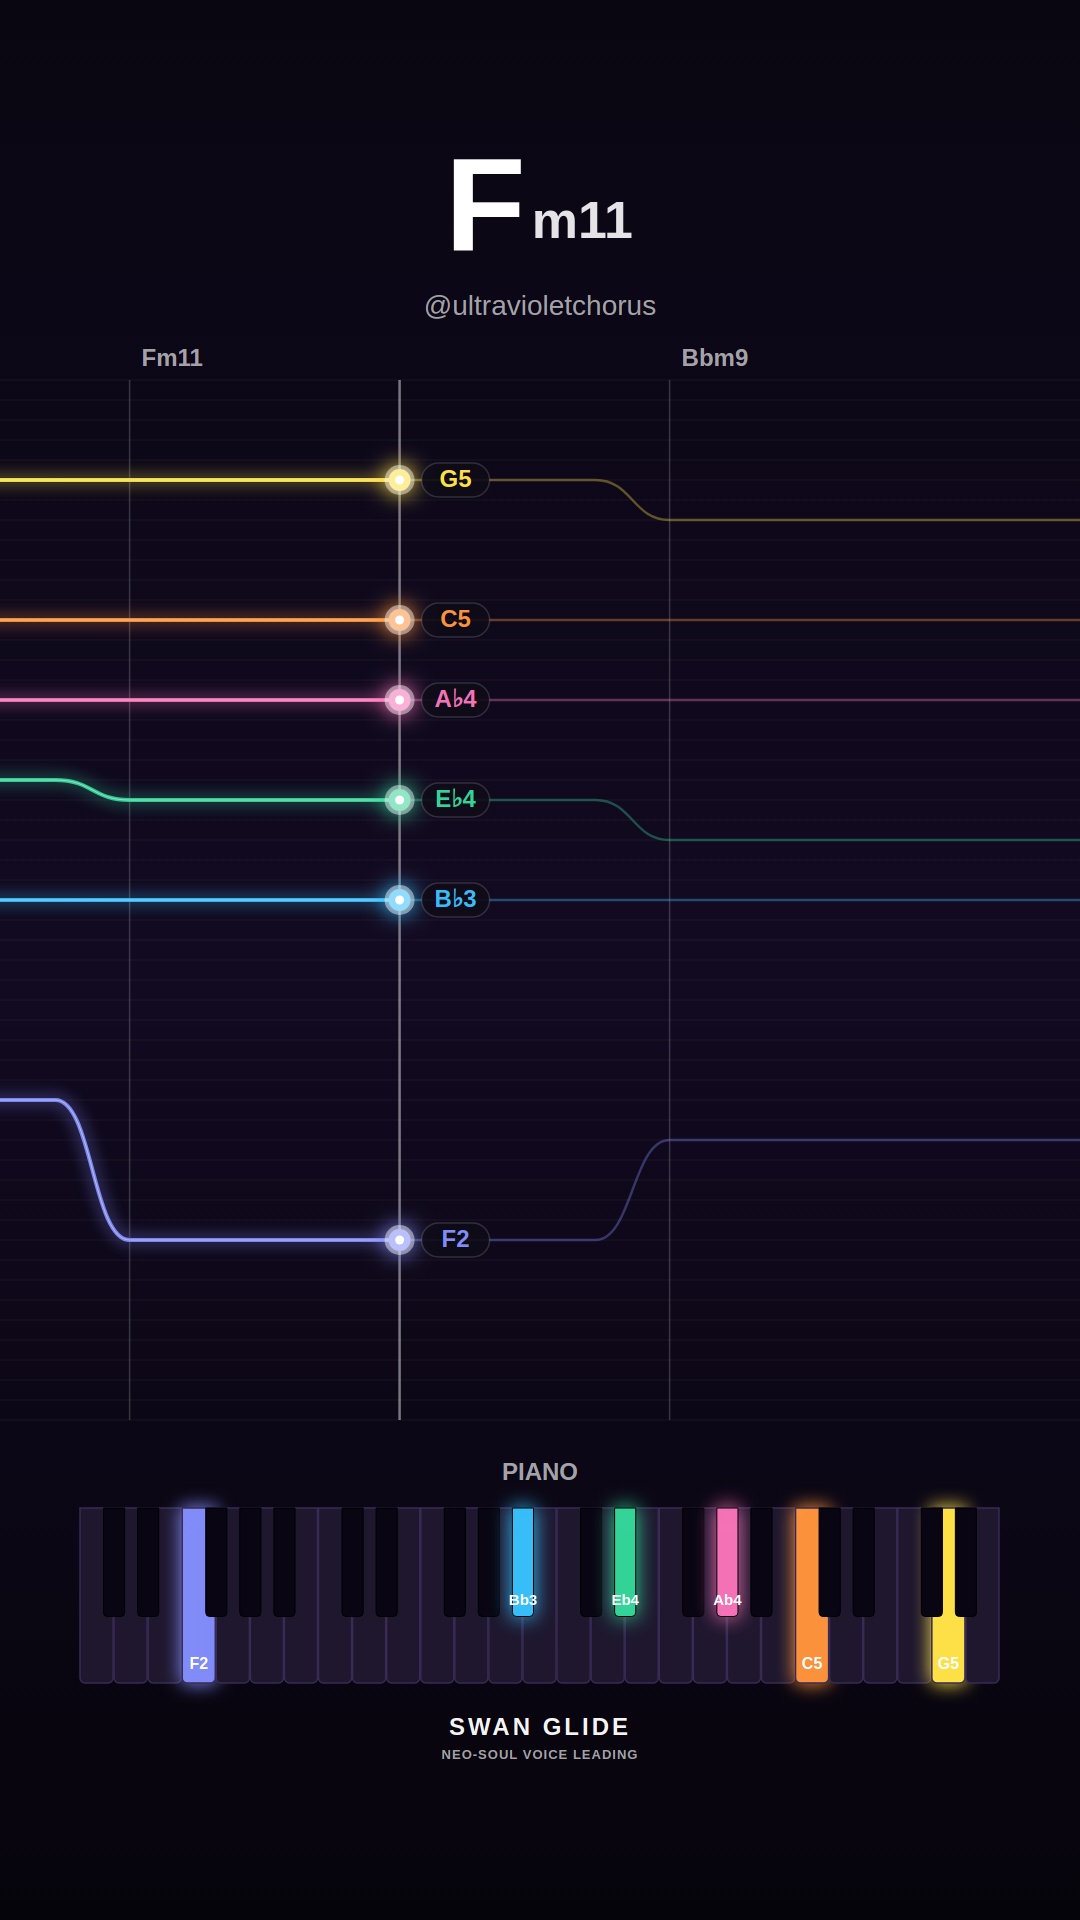 Fm11
@ultravioletchorus
Fm11 Bbm9
G5
C5
A♭4
E♭4
B♭3
F2
PIANO
Bb3 Eb4 Ab4
F2 C5 G5
SWAN GLIDE
NEO-SOUL VOICE LEADING